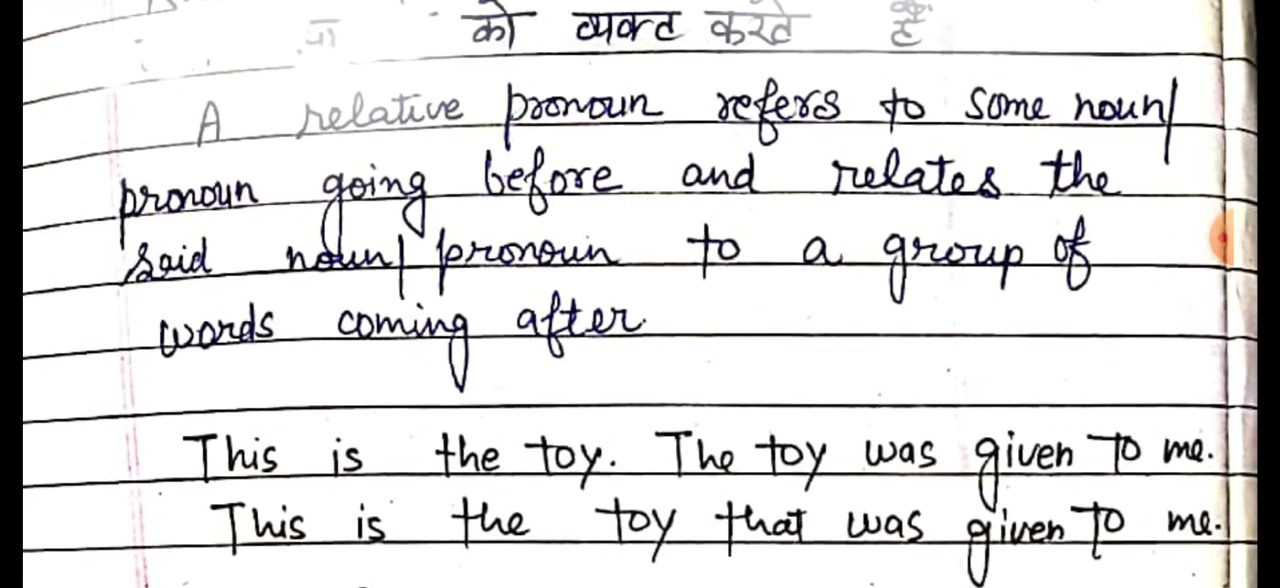 को व्यक्त करते हैं
A relative pronoun refers to some noun/
pronoun going before and relates the
said noun/ pronoun to a group of
words coming after.
This is the toy. The toy was given to me.
This is the toy that was given to me.